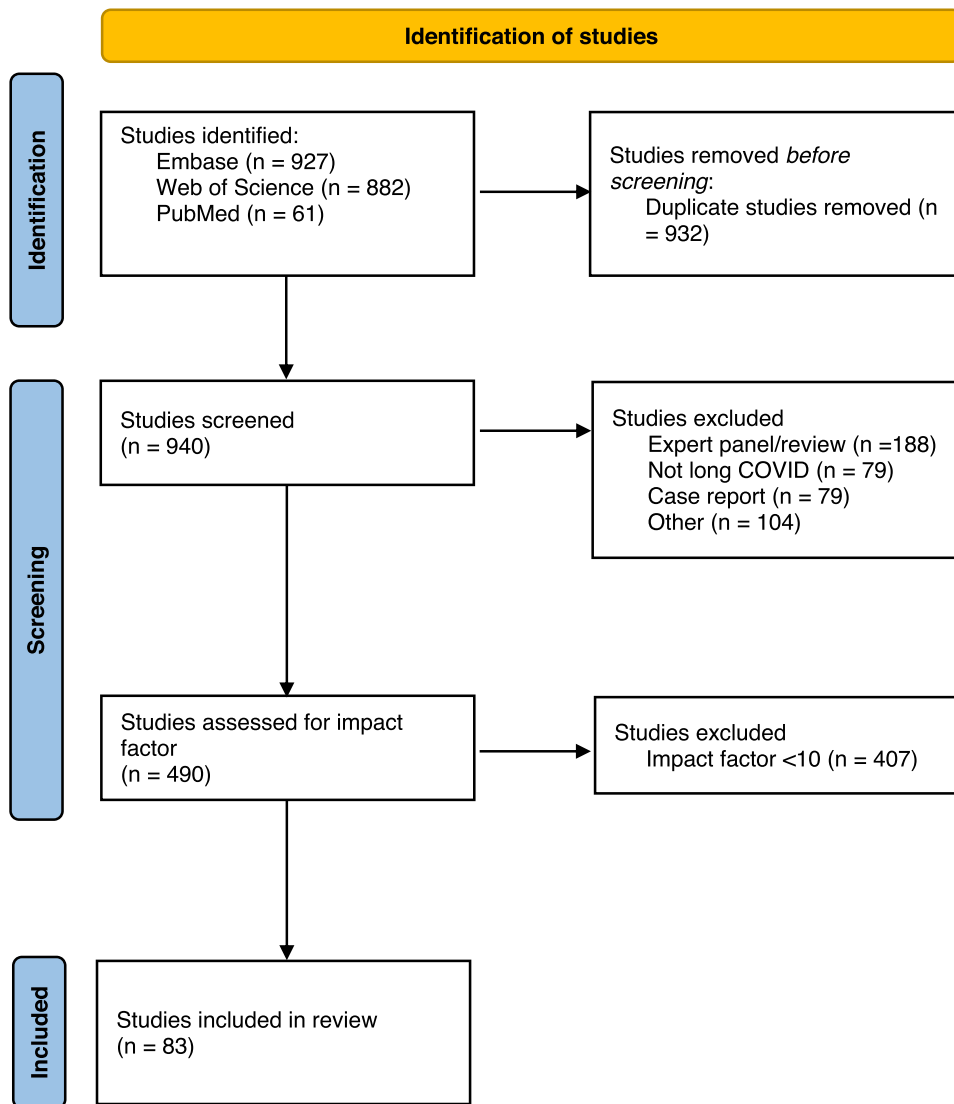 Identification of studies
Identification
Studies identified:
Embase (n = 927)
Web of Science (n = 882)
PubMed (n = 61)
Studies removed before
screening:
Duplicate studies removed (n
= 932)
Screening
Studies screened
(n = 940)
Studies excluded
Expert panel/review (n =188)
Not long COVID (n = 79)
Case report (n = 79)
Other (n = 104)
Studies assessed for impact
factor
(n = 490)
Studies excluded
Impact factor <10 (n = 407)
Included
Studies included in review
(n = 83)